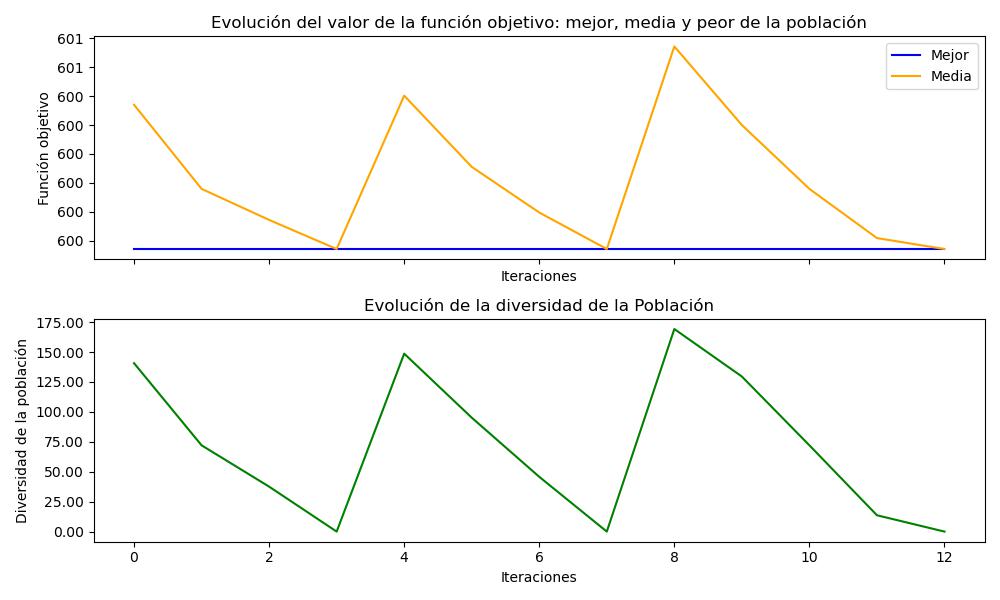 Evolución del valor de la función objetivo: mejor, media y peor de la población
601
601
600
600
600
600
600
600
Función objetivo
Mejor
Media
Iteraciones
Evolución de la diversidad de la Población
175.00
150.00
125.00
100.00
75.00
50.00
25.00
0.00
Diversidad de la población
0 2 4 6 8 10 12
Iteraciones